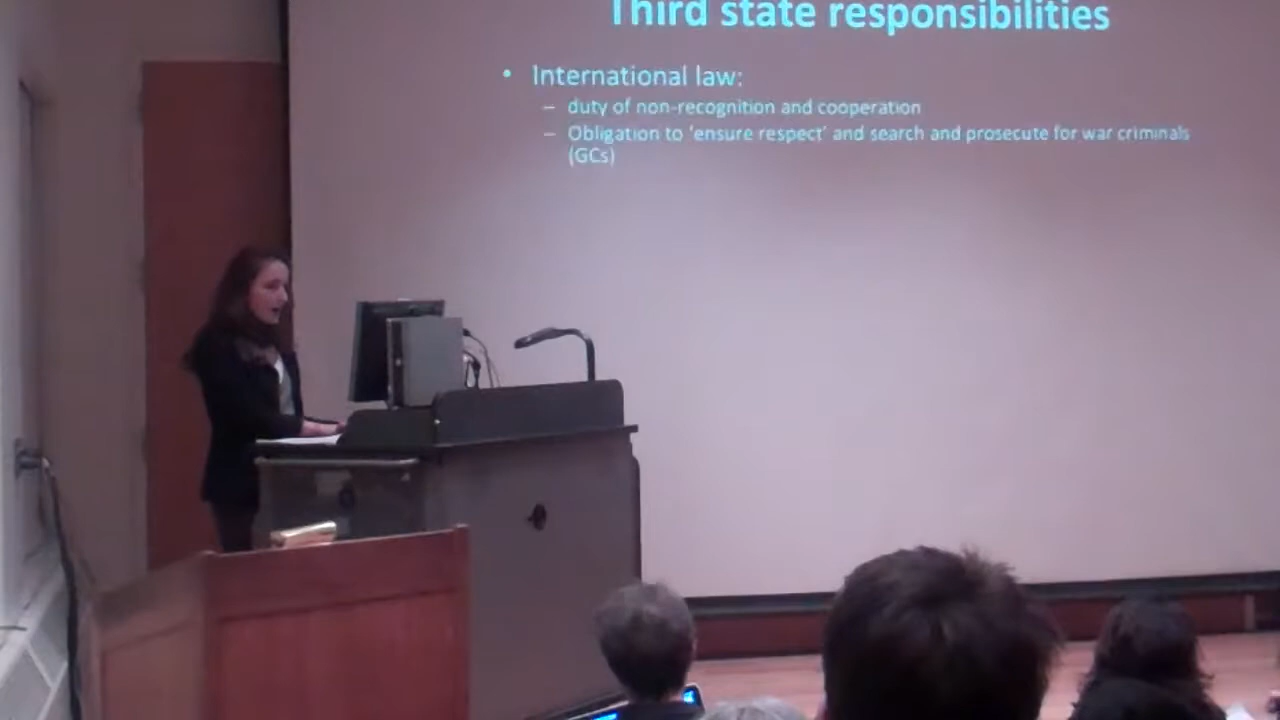 Third state responsibilities
• International law:
– duty of non-recognition and cooperation
– Obligation to 'ensure respect' and search and prosecute for war criminals
(GCs)